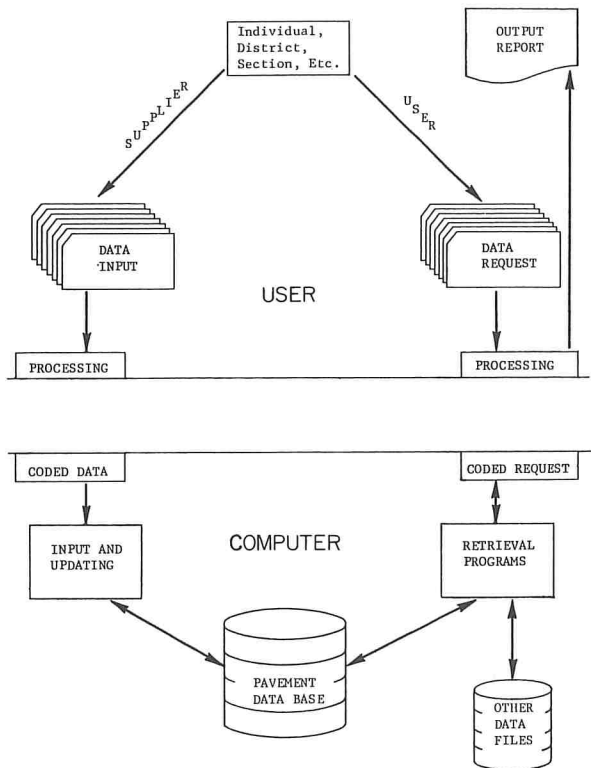 Individual,
District,
Section, Etc.
OUTPUT
REPORT
SUPPLIER
USER
DATA
INPUT
DATA
REQUEST
USER
PROCESSING
PROCESSING
CODED DATA
CODED REQUEST
INPUT AND
UPDATING
COMPUTER
RETRIEVAL
PROGRAMS
PAVEMENT
DATA BASE
OTHER
DATA
FILES